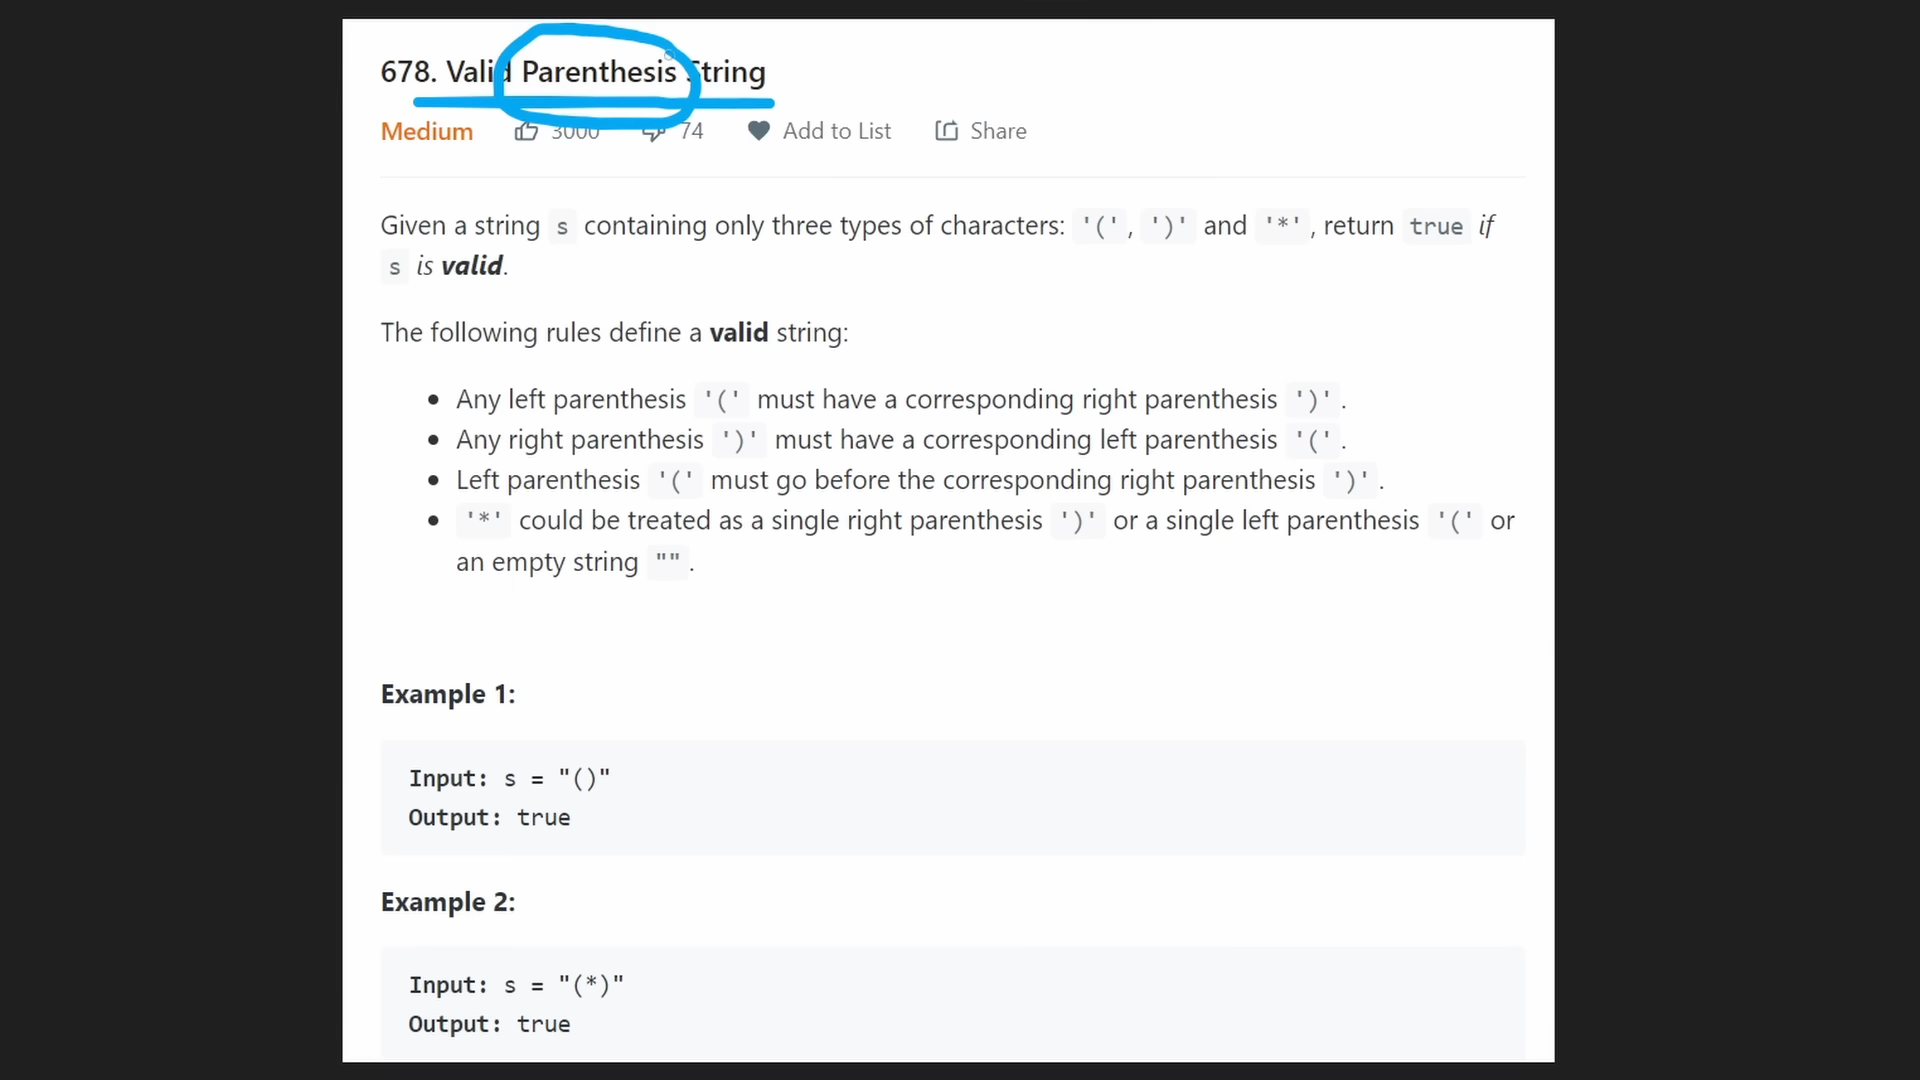 678. Valid Parenthesis String
Medium 3000 74 Add to List Share
Given a string s containing only three types of characters: '(', ')' and '*', return true if
s is valid.
The following rules define a valid string:
• Any left parenthesis '(' must have a corresponding right parenthesis ')'.
• Any right parenthesis ')' must have a corresponding left parenthesis '('.
• Left parenthesis '(' must go before the corresponding right parenthesis ')'.
• '*' could be treated as a single right parenthesis ')' or a single left parenthesis '(' or
an empty string "".
Example 1:
Input: s = "()"
Output: true
Example 2:
Input: s = "(*)"
Output: true